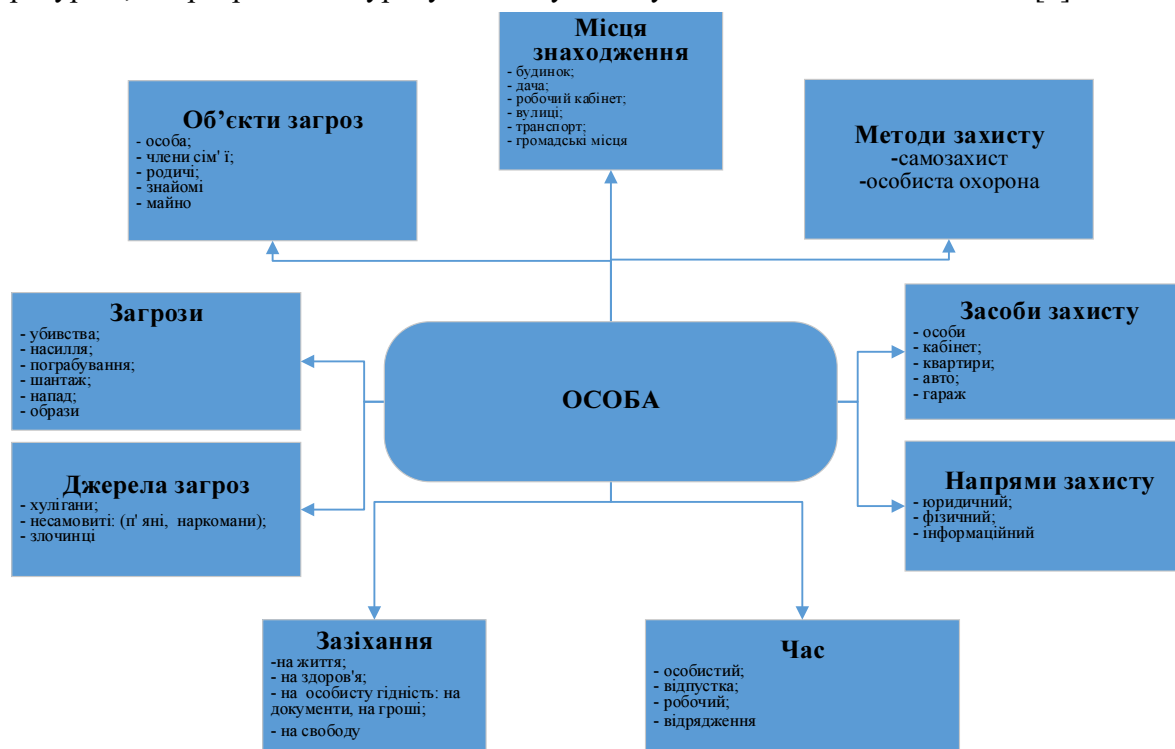 Місця
знаходження
- будинок;
- дача;
- робочий кабінет;
- вулиці;
- транспорт;
- громадські місця
Об’єкти загроз
- особа;
- члени сім' ї;
- родичі;
- знайомі
- майно
Методи захисту
-самозахист
-особиста охорона
Загрози
- убивства;
- насилля;
- пограбування;
- шантаж;
- напад;
- образи
ОСОБА
Засоби захисту
- особи
- кабінет;
- квартири;
- авто;
- гараж
Джерела загроз
- хулігани;
- несамовиті: (п' яні, наркомани);
- злочинці
Напрями захисту
- юридичний;
- фізичний;
- інформаційний
Зазіхання
-на життя;
- на здоров'я;
- на особисту гідність: на
документи, на гроші;
- на свободу
Час
- особистий;
- відпустка;
- робочий;
- відрядження